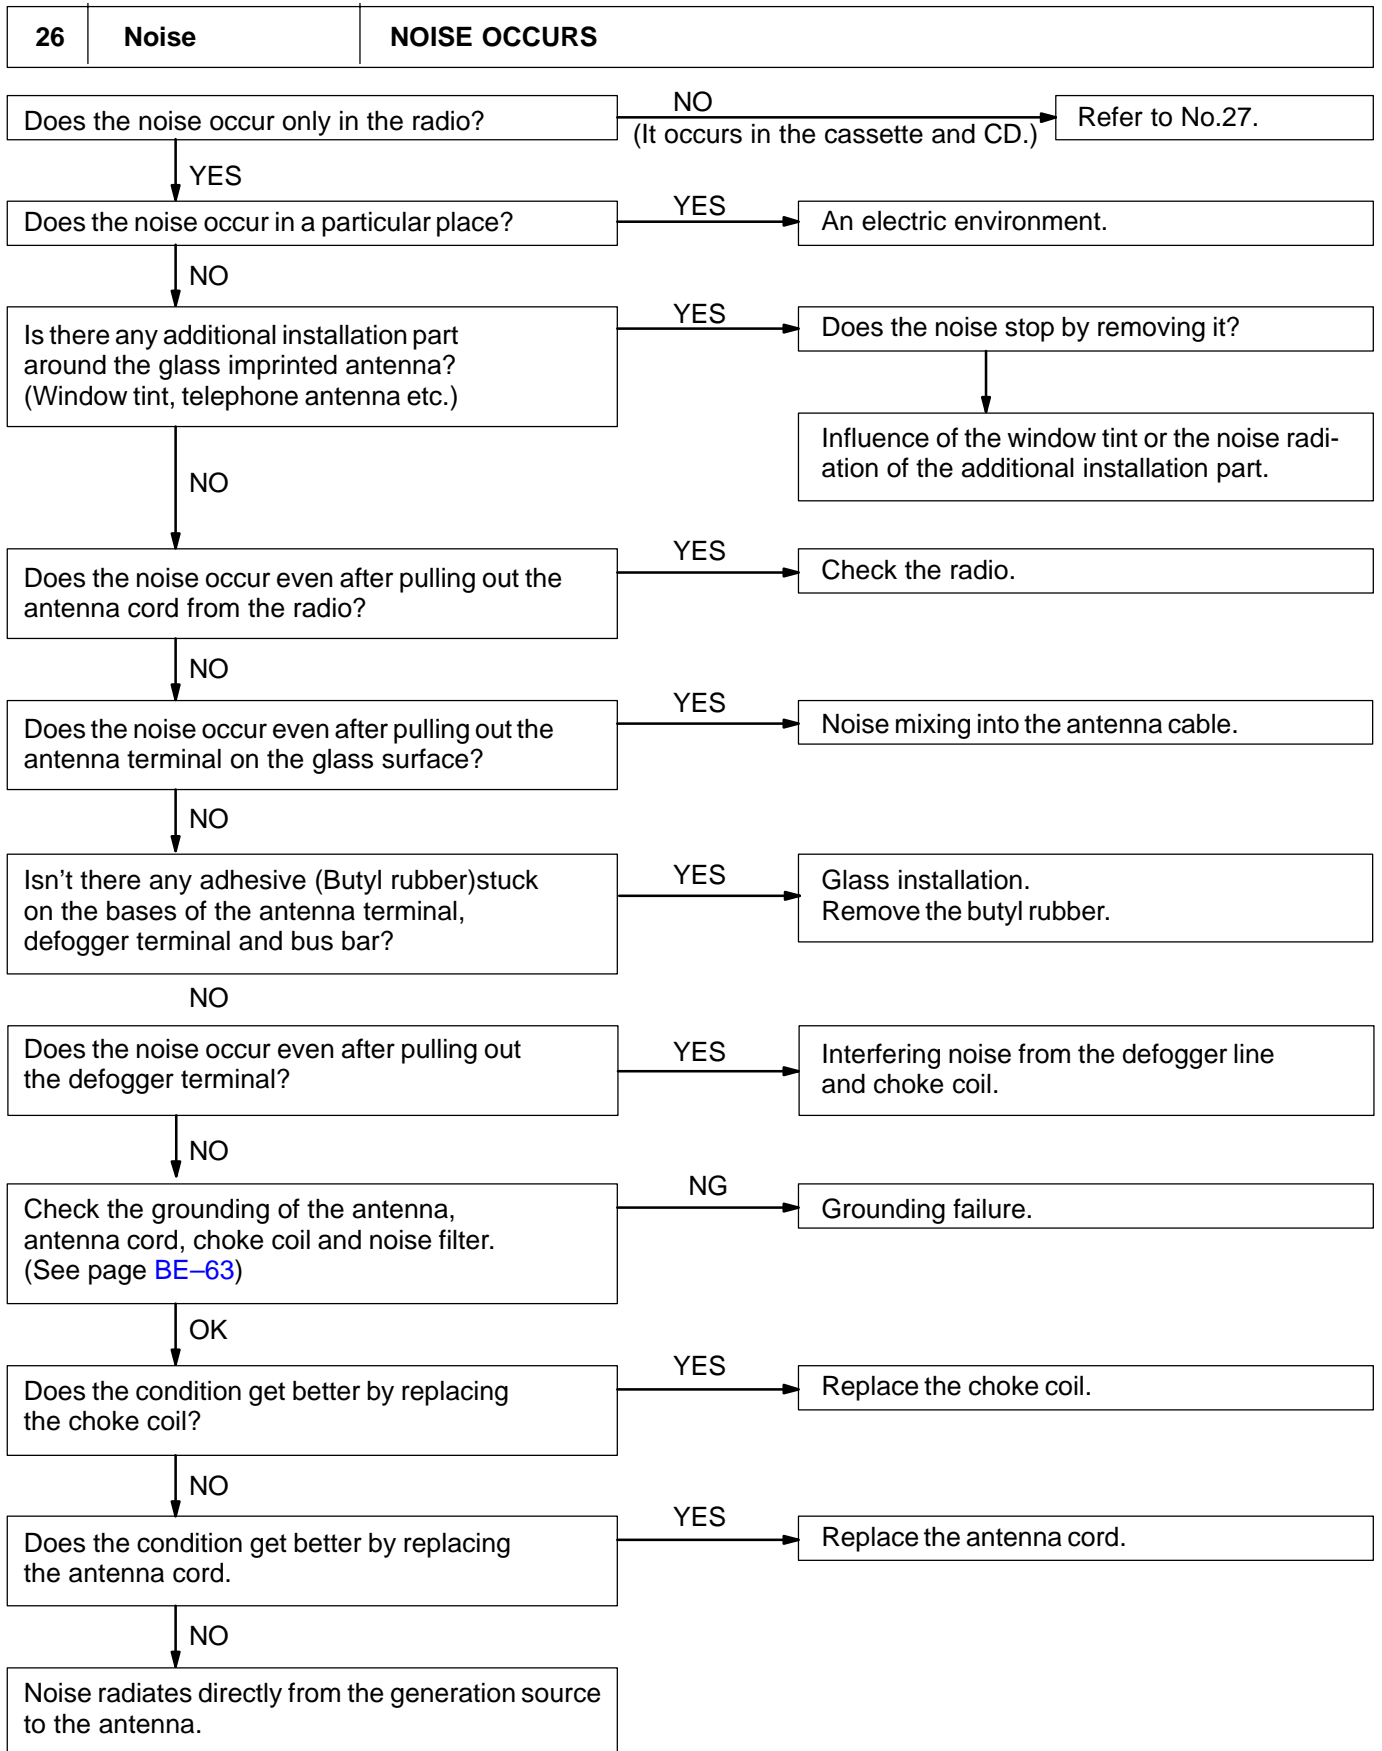 26 Noise NOISE OCCURS
Does the noise occur only in the radio?
NO
(It occurs in the cassette and CD.)
Refer to No.27.
YES
Does the noise occur in a particular place?
YES
An electric environment.
NO
Is there any additional installation part
around the glass imprinted antenna?
(Window tint, telephone antenna etc.)
YES
Does the noise stop by removing it?
Influence of the window tint or the noise radi-
ation of the additional installation part.
NO
Does the noise occur even after pulling out the
antenna cord from the radio?
YES
Check the radio.
NO
Does the noise occur even after pulling out the
antenna terminal on the glass surface?
YES
Noise mixing into the antenna cable.
NO
Isn't there any adhesive (Butyl rubber)stuck
on the bases of the antenna terminal,
defogger terminal and bus bar?
YES
Glass installation.
Remove the butyl rubber.
NO
Does the noise occur even after pulling out
the defogger terminal?
YES
Interfering noise from the defogger line
and choke coil.
NO
Check the grounding of the antenna,
antenna cord, choke coil and noise filter.
(See page BE–63)
NG
Grounding failure.
OK
Does the condition get better by replacing
the choke coil?
YES
Replace the choke coil.
NO
Does the condition get better by replacing
the antenna cord.
YES
Replace the antenna cord.
NO
Noise radiates directly from the generation source
to the antenna.